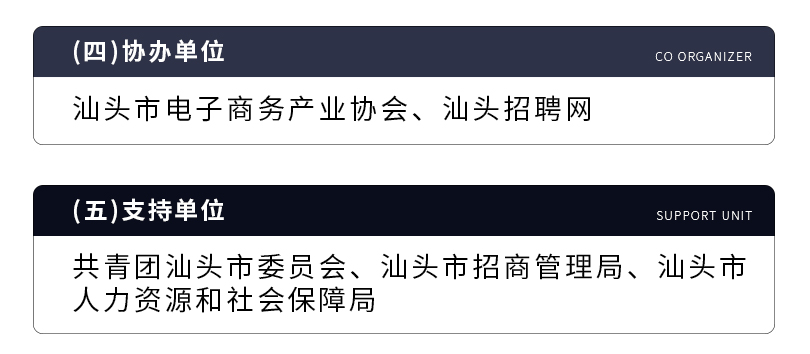 (四)协办单位
CO ORGANIZER
汕头市电子商务产业协会、汕头招聘网
(五)支持单位
SUPPORT UNIT
共青团汕头市委员会、汕头市招商管理局、汕头市
人力资源和社会保障局